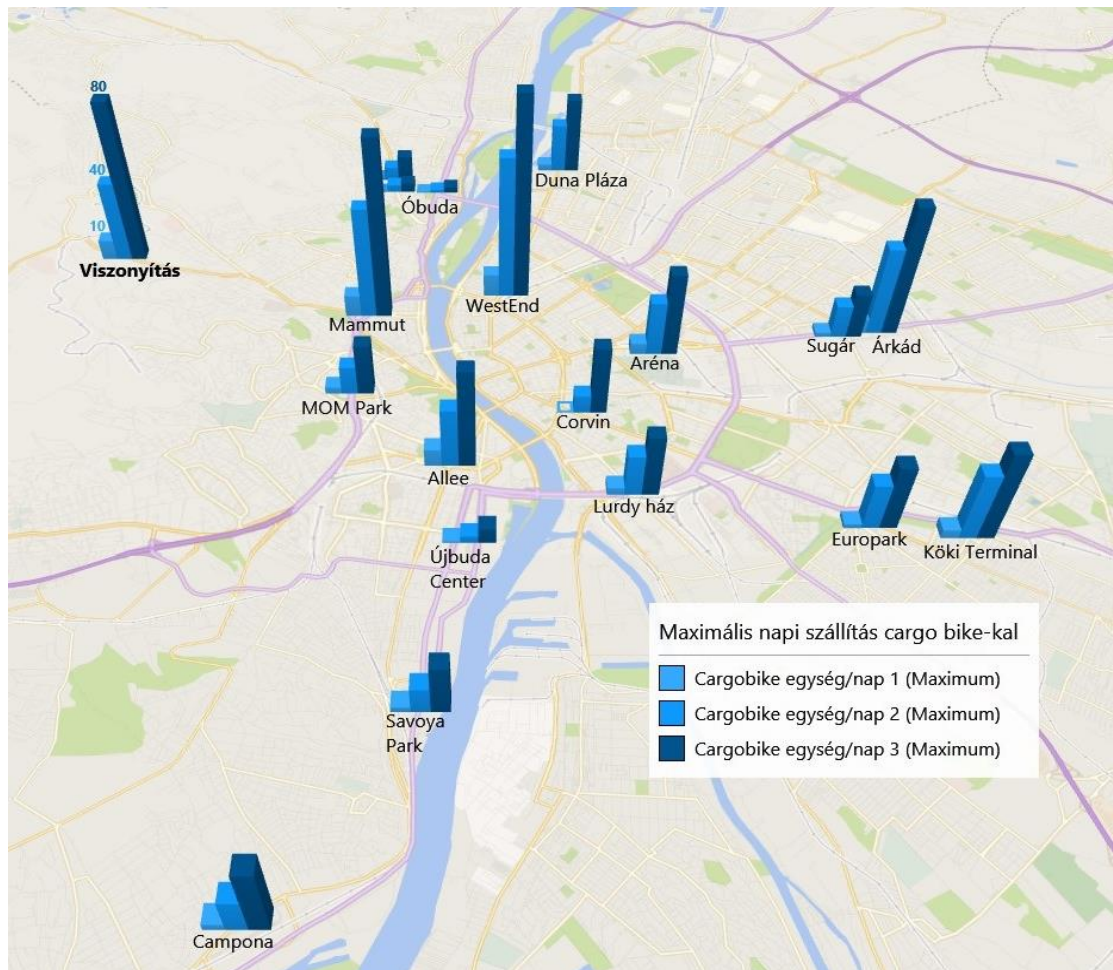 80
40
10
Viszonyítás
Duna Pláza
Óbuda
WestEnd
Mammut
Aréna
Sugár
Árkád
MOM Park
Corvin
Allee
Lurdy ház
Europark
Köki Terminal
Újbuda
Center
Maximális napi szállítás cargo bike-kal
Cargobike egység/nap 1 (Maximum)
Cargobike egység/nap 2 (Maximum)
Cargobike egység/nap 3 (Maximum)
Savoya
Park
Campona